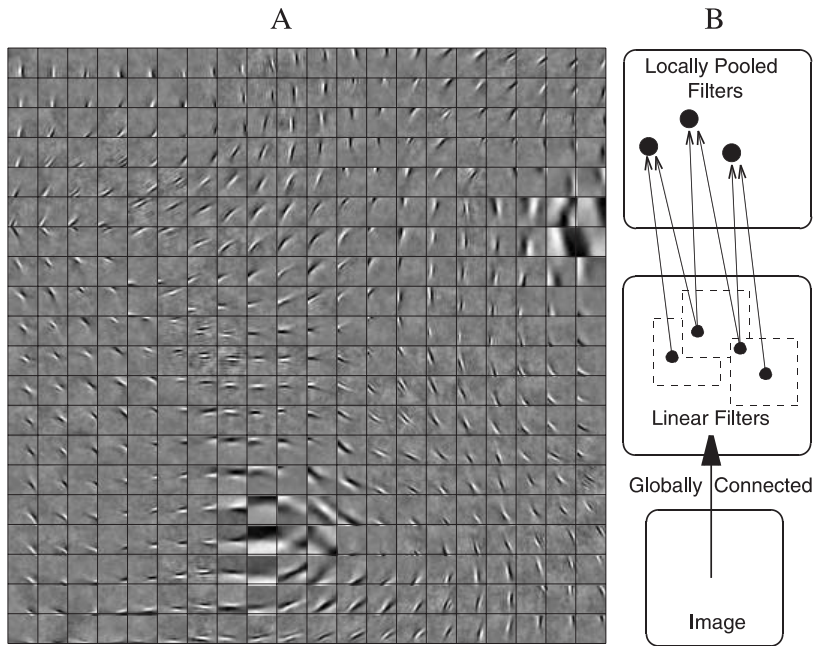 A
B
Locally Pooled
Filters
Linear Filters
Globally Connected
Image